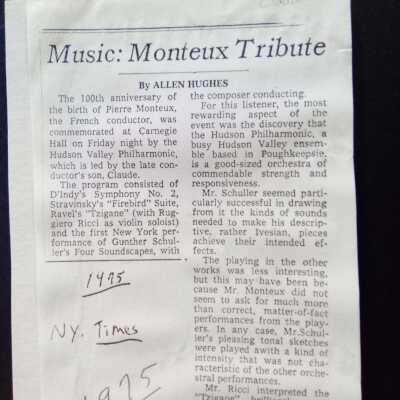 Music: Monteux Tribute
By ALLEN HUGHES
The 100th anniversary of
the birth of Pierre Monteux,
the French conductor, was
commemorated at Carnegie
Hall on Friday night by the
Hudson Valley Philharmonic,
which is led by the late con-
ductor's son, Claude.
The program consisted of
D'Indy's Symphony No. 2,
Stravinsky's "Firebird" Suite,
Ravel's "Tzigane" (with Rug-
giero Ricci as violin soloist)
and the first New York per-
formance of Gunther Schul-
ler's Four Soundscapes, with
the composer conducting.
For this listener, the most
rewarding aspect of the
event was the discovery that
the Hudson Philharmonic, a
busy Hudson Valley ensem-
ble based in Poughkeepsie,
is a good-sized orchestra of
commendable strength and
responsiveness.
Mr. Schuller seemed parti-
cularly successful in drawing
from it the kinds of sounds
needed to make his descrip-
tive, rather Ivesian, pieces
achieve their intended ef-
fects.
The playing in the other
works was less interesting,
but this may have been be-
cause Mr. Monteux did not
seem to ask for much more
than correct, matter-of-fact
performances from the play-
ers. In any case, Mr.Schul-
ler's pleasing tonal sketches
were played awith a kind of
intensity that was not cha-
racteristic of the other orche-
stral performances.
Mr. Ricci interpreted the
"Tzigane"
1975
NY. Times
1975